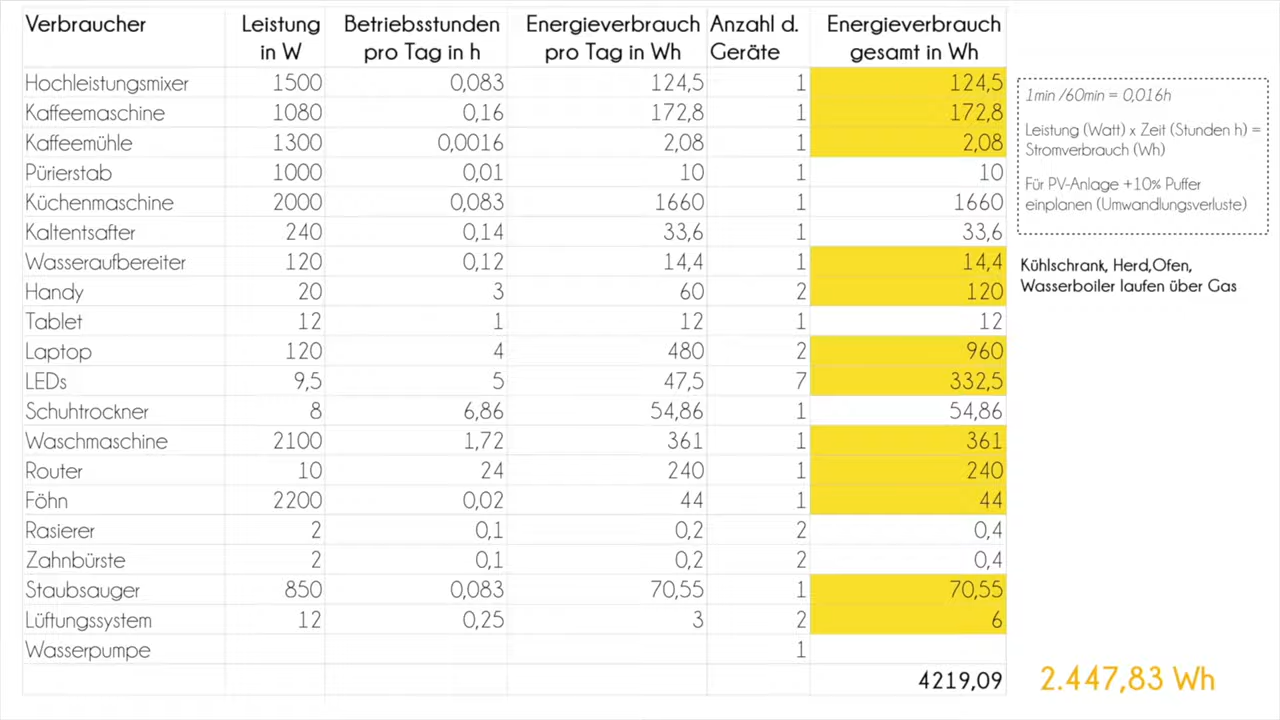 Verbraucher Leistung in W Betriebsstunden pro Tag in h Energieverbrauch pro Tag in Wh Anzahl d. Geräte Energieverbrauch gesamt in Wh
Hochleistungsmixer 1500 0,083 124,5 1 124,5
Kaffeemaschine 1080 0,16 172,8 1 172,8
Kaffeemühle 1300 0,0016 2,08 1 2,08
Pürierstab 1000 0,01 10 1 10
Küchenmaschine 2000 0,083 1660 1 1660
Kaltentsafter 240 0,14 33,6 1 33,6
Wasseraufbereiter 120 0,12 14,4 1 14,4
Handy 20 3 60 2 120
Tablet 12 1 12 1 12
Laptop 120 4 480 2 960
LEDs 9,5 5 47,5 7 332,5
Schuhtrockner 8 6,86 54,86 1 54,86
Waschmaschine 2100 1,72 361 1 361
Router 10 24 240 1 240
Föhn 2200 0,02 44 1 44
Rasierer 2 0,1 0,2 2 0,4
Zahnbürste 2 0,1 0,2 2 0,4
Staubsauger 850 0,083 70,55 1 70,55
Lüftungssystem 12 0,25 3 2 6
Wasserpumpe 1
4219,09
1min /60min = 0,016h
Leistung (Watt) x Zeit (Stunden h) =
Stromverbrauch (Wh)
Für PV-Anlage +10% Puffer
einplanen (Umwandlungsverluste)
Kühlschrank, Herd,Ofen,
Wasserboiler laufen über Gas
2.447,83 Wh